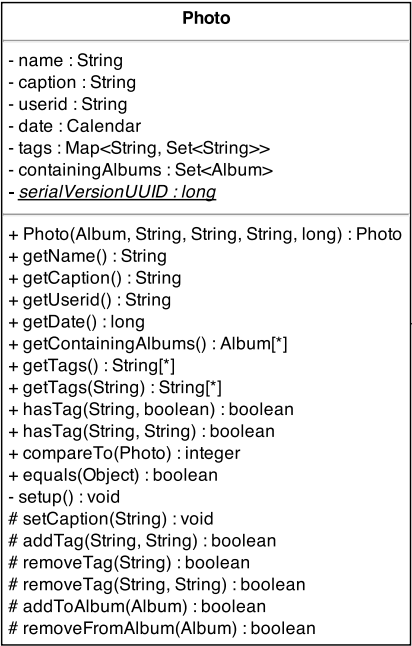 Photo
- name : String
- caption : String
- userid : String
- date : Calendar
- tags : Map<String, Set<String>>
- containingAlbums : Set<Album>
- serialVersionUUID : long
+ Photo(Album, String, String, String, long) : Photo
+ getName() : String
+ getCaption() : String
+ getUserid() : String
+ getDate() : long
+ getContainingAlbums() : Album[*]
+ getTags() : String[*]
+ getTags(String) : String[*]
+ hasTag(String, boolean) : boolean
+ hasTag(String, String) : boolean
+ compareTo(Photo) : integer
+ equals(Object) : boolean
- setup() : void
# setCaption(String) : void
# addTag(String, String) : boolean
# removeTag(String) : boolean
# removeTag(String, String) : boolean
# addToAlbum(Album) : boolean
# removeFromAlbum(Album) : boolean